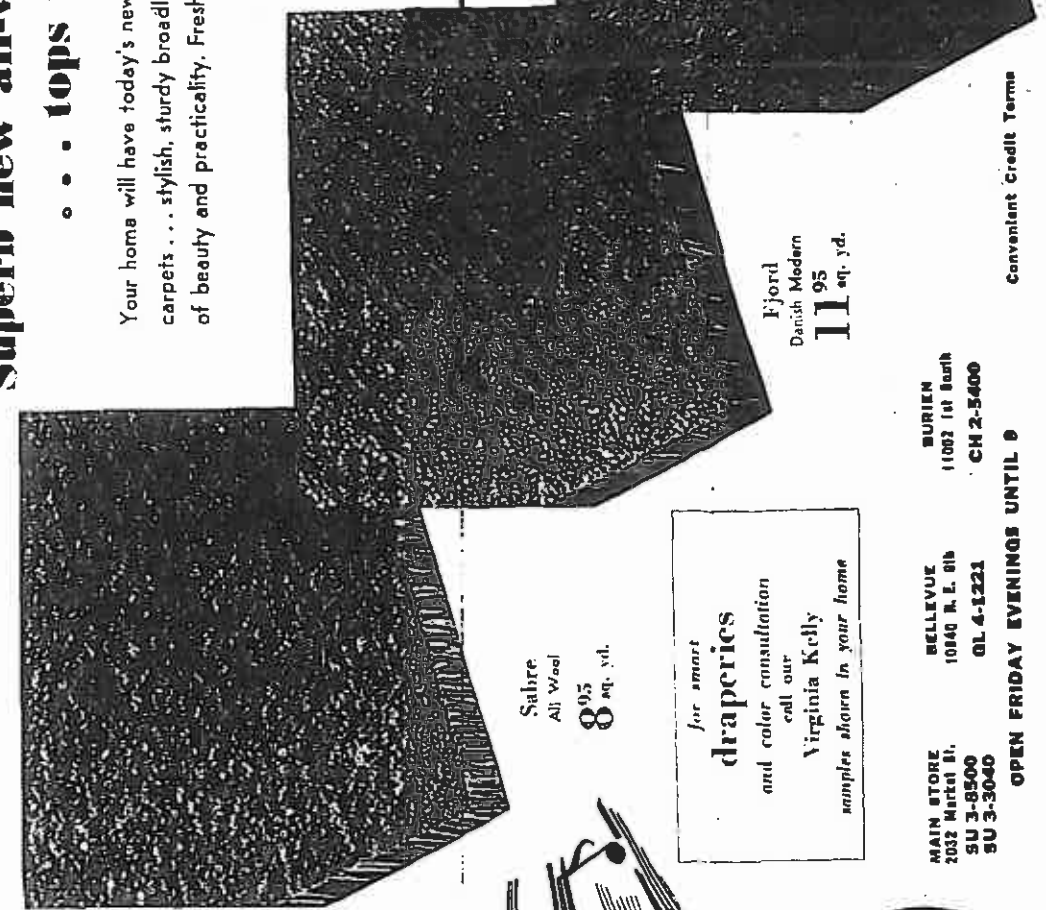 Superb new all-w
. . . tops
Your home will have today's new
carpets ... stylish, sturdy broadl
of beauty and practicality. Fresh
Sabre
All Wool
8 95 sq. yd.
Fjord
Danish Modern
11 95 sq. yd.
for smart
draperies
and color consultation
call our
Virginia Kelly
samples shown in your home
MAIN STORE
2032 Market St.
SU 3-8500
SU 3-3040
BELLEVUE
10840 N. E. 8th
GL 4-1221
BURIEN
11002 1st South
CH 2-5400
OPEN FRIDAY EVENINGS UNTIL 9
Convenient Credit Terms